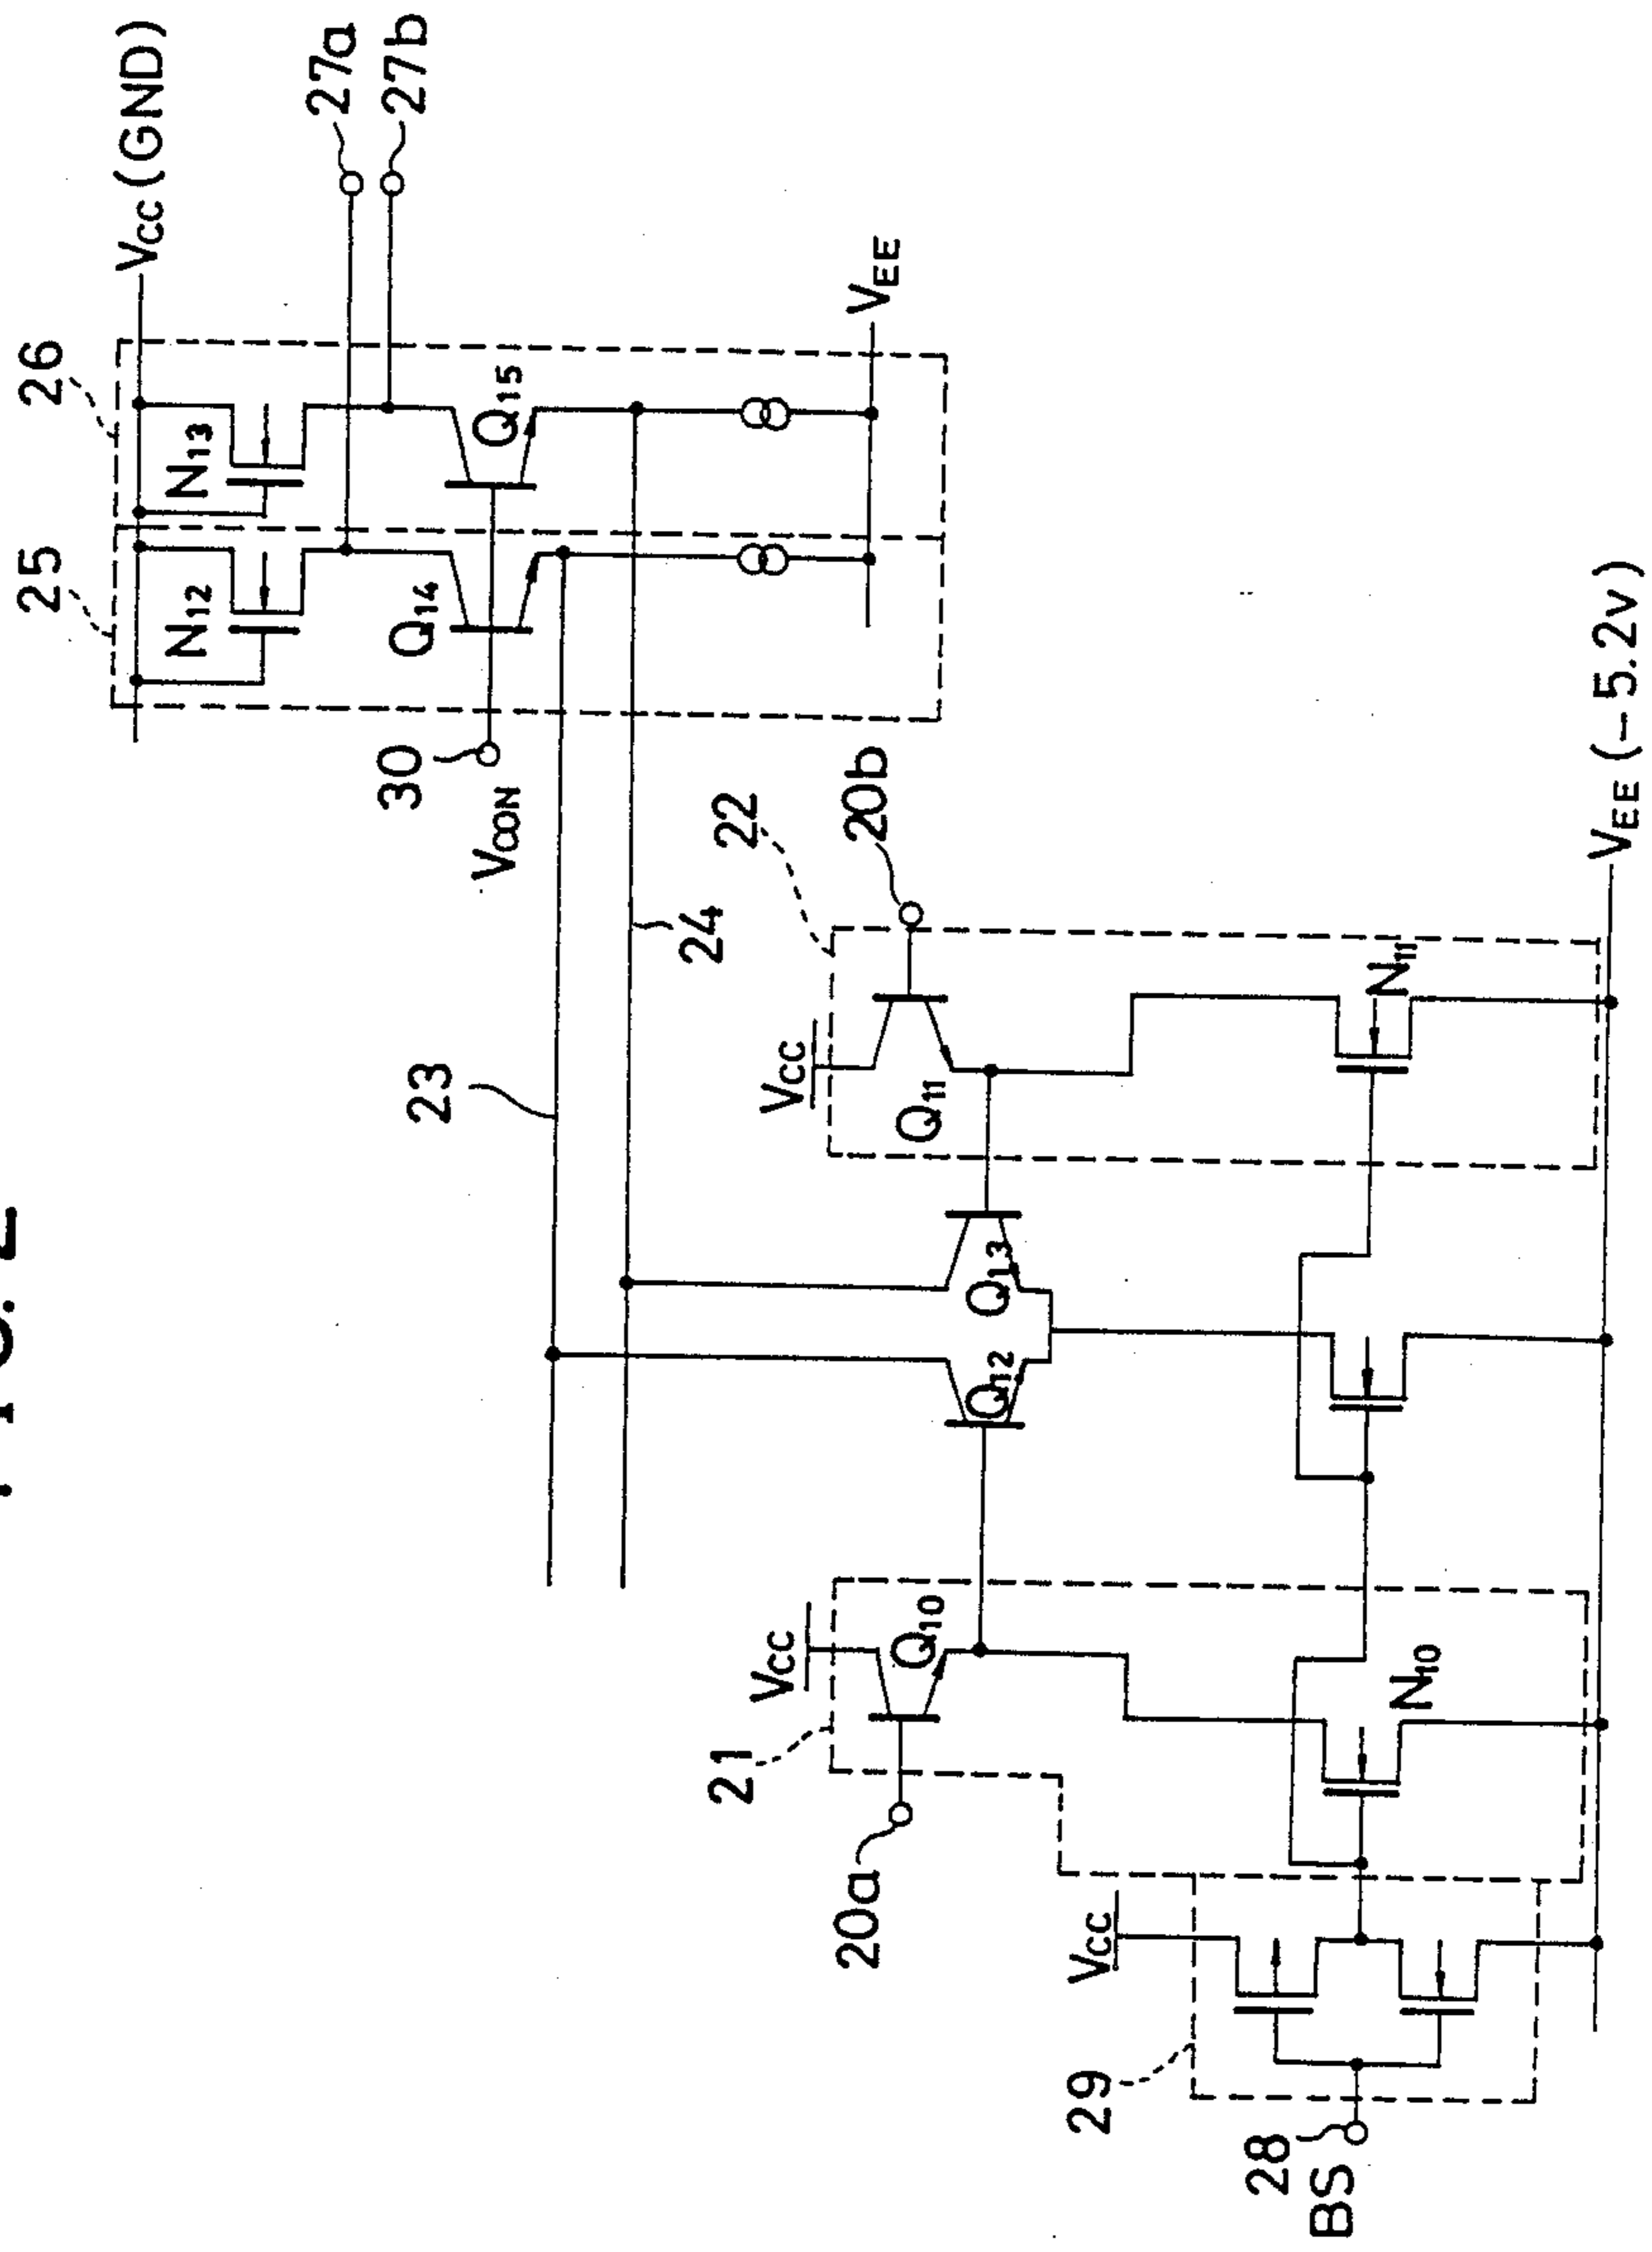 26
VCC (GND)
25
N13
27a
N12
27b
Q15
Q14
30
VCON
VEE
23
24
22
20b
VCC
Q11
Q13
Q12
N11
VCC
21
Q10
20a
N10
VEE (-5.2V)
VCC
29
28
BS